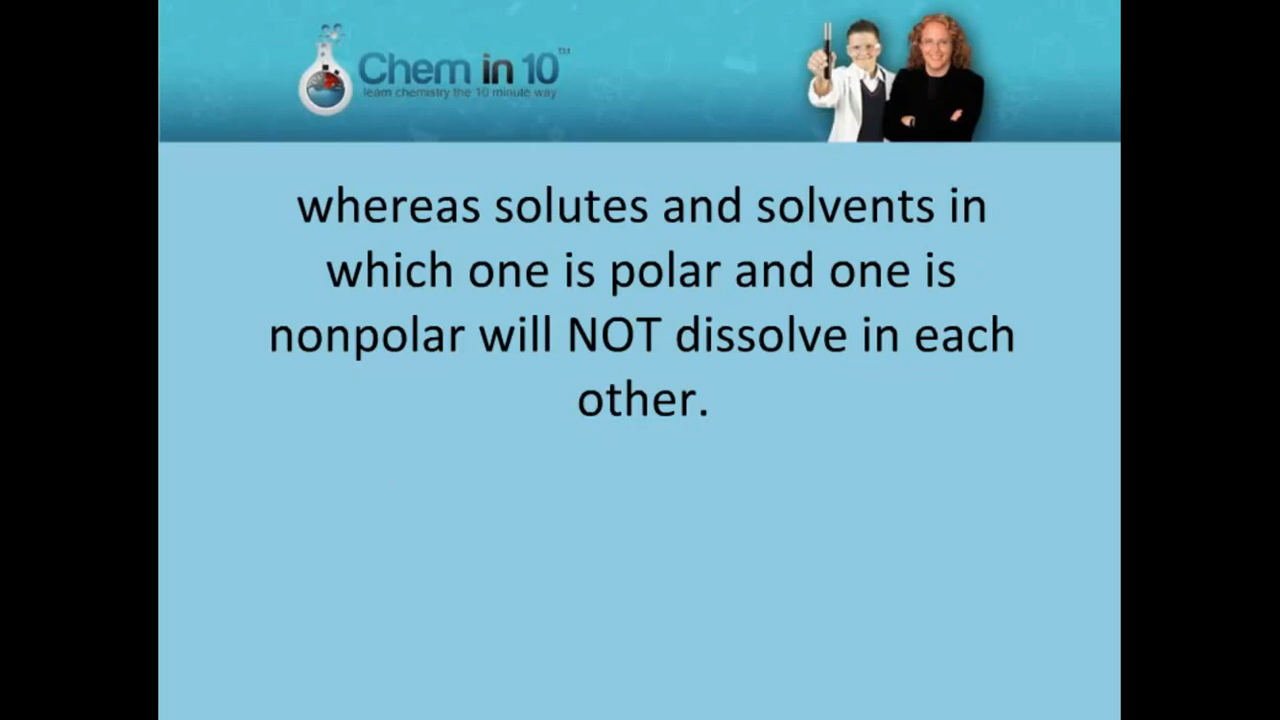 Chem in 10™
learn chemistry the 10 minute way
whereas solutes and solvents in
which one is polar and one is
nonpolar will NOT dissolve in each
other.